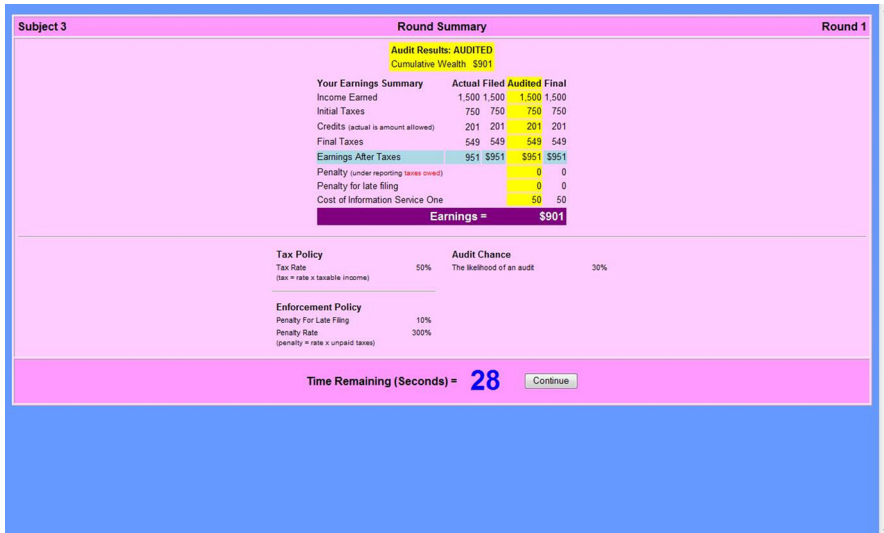 Subject 3 Round Summary Round 1
Audit Results: AUDITED
Cumulative Wealth $901
Your Earnings Summary Actual Filed Audited Final
Income Earned 1,500 1,500 1,500 1,500
Initial Taxes 750 750 750 750
Credits (actual is amount allowed) 201 201 201 201
Final Taxes 549 549 549 549
Earnings After Taxes 951 $951 $951 $951
Penalty (under reporting taxes owed) 0 0
Penalty for late filing 0 0
Cost of Information Service One 50 50
Earnings = $901
Tax Policy
Tax Rate 50%
(tax = rate x taxable income)
Audit Chance
The likelihood of an audit 30%
Enforcement Policy
Penalty For Late Filing 10%
Penalty Rate 300%
(penalty = rate x unpaid taxes)
Time Remaining (Seconds) = 28 Continue